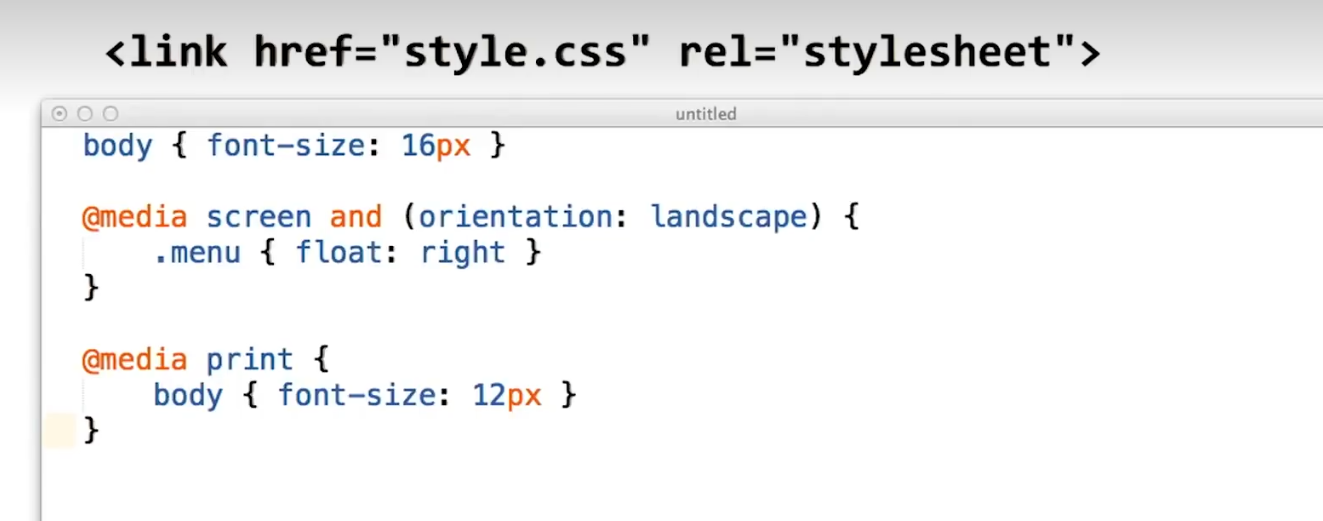 <link href="style.css" rel="stylesheet">
untitled
body { font-size: 16px }
@media screen and (orientation: landscape) {
.menu { float: right }
}
@media print {
body { font-size: 12px }
}